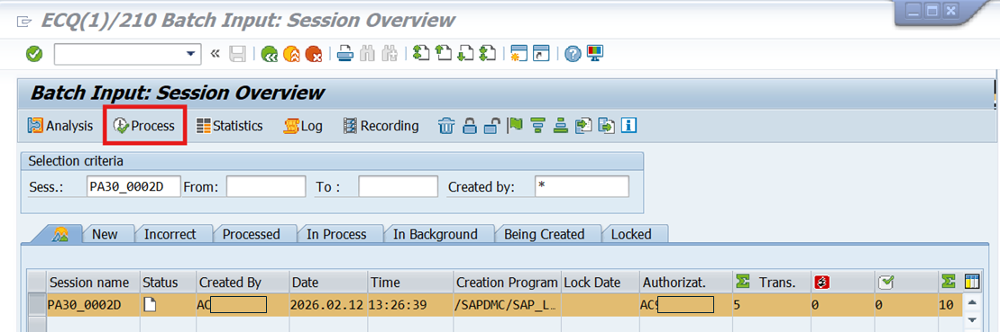 ECQ(1)/210 Batch Input: Session Overview
Batch Input: Session Overview
Analysis Process Statistics Log Recording
Selection criteria
Sess.: PA30_0002D From: To : Created by: *
New Incorrect Processed In Process In Background Being Created Locked
Session name Status Created By Date Time Creation Program Lock Date Authorizat. Trans.
PA30_0002D AC 2026.02.12 13:26:39 /SAPDMC/SAP_L... 5 0 0 10